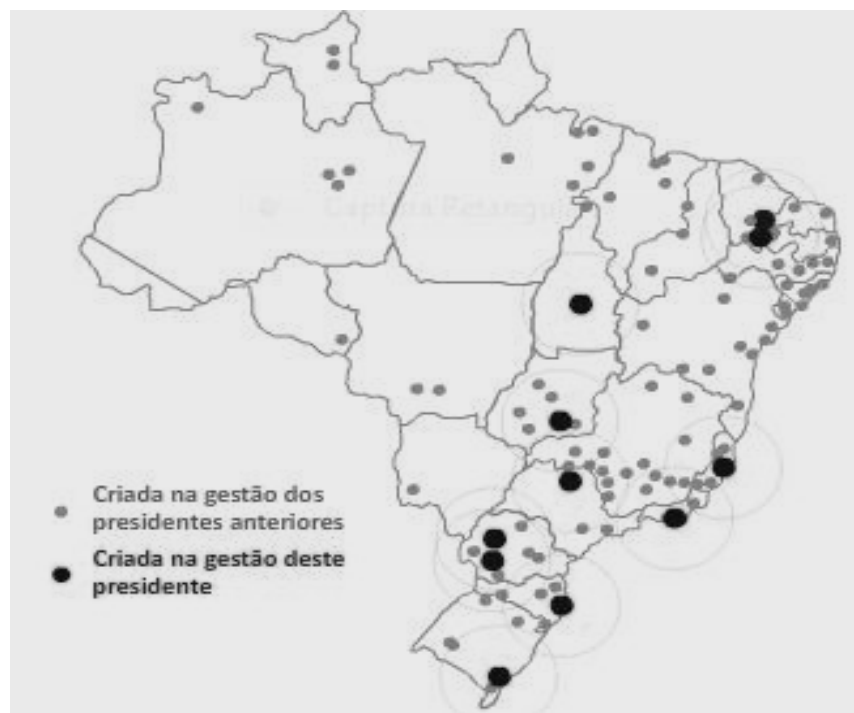 Criada na gestão dos
presidentes anteriores
Criada na gestão deste
presidente